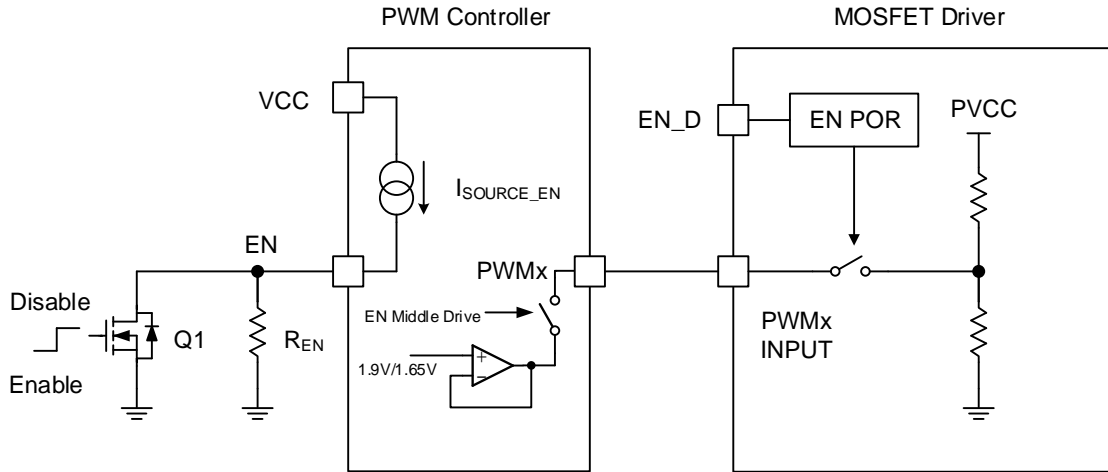 PWM Controller
MOSFET Driver
VCC
EN_D
EN POR
PVCC
ISOURCE_EN
EN
PWMx
Disable
Q1
REN
EN Middle Drive
PWMx
INPUT
Enable
1.9V/1.65V
+
−